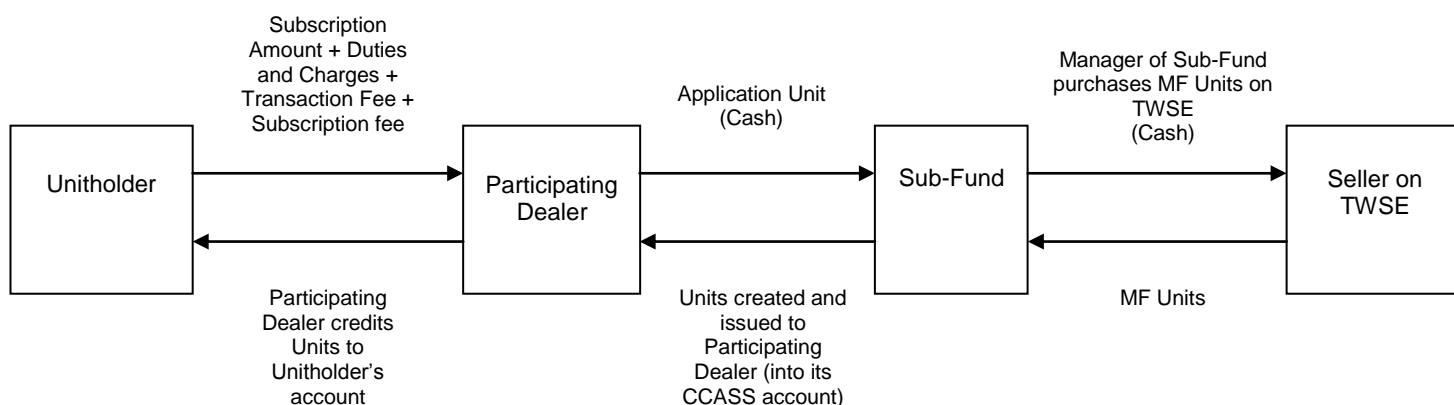 Subscription
Amount + Duties
and Charges +
Transaction Fee +
Subscription fee
Application Unit
(Cash)
Manager of Sub-Fund
purchases MF Units on
TWSE
(Cash)
Unitholder
Participating
Dealer
Sub-Fund
Seller on
TWSE
Participating
Dealer credits
Units to
Unitholder's
account
Units created and
issued to
Participating
Dealer (into its
CCASS account)
MF Units